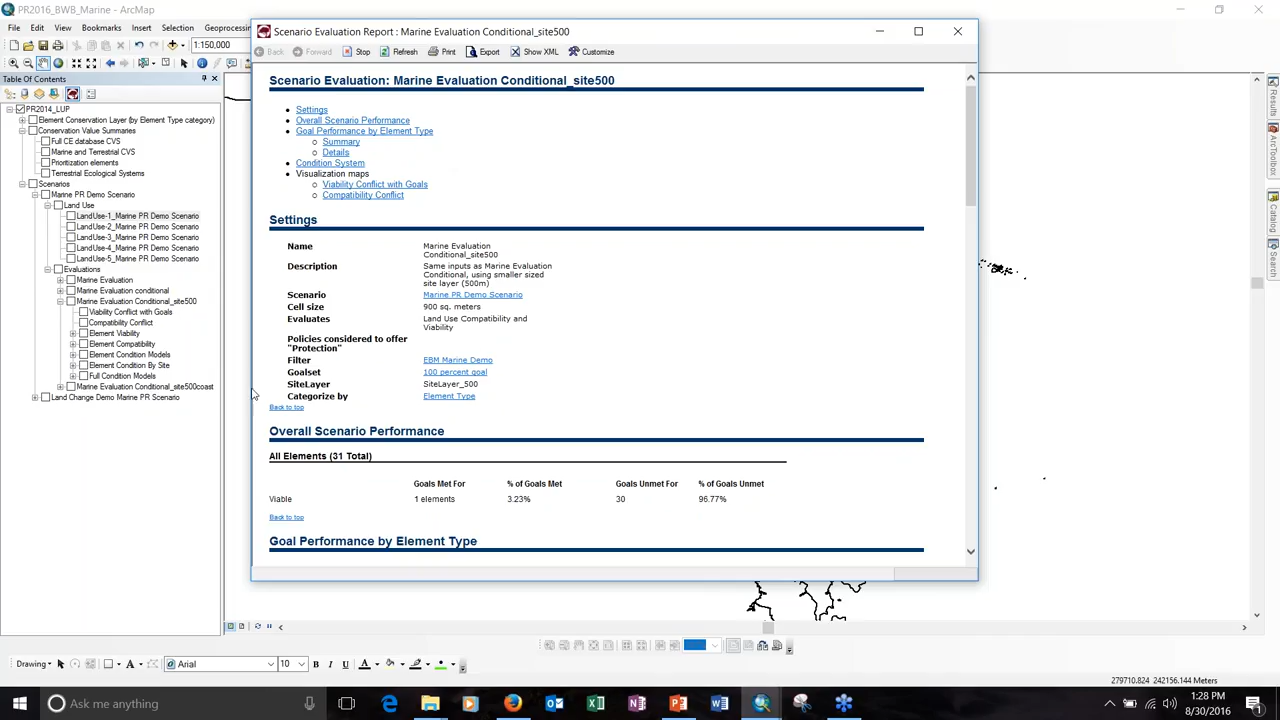 PR2016_BWB_Marine - ArcMap
File Edit View Bookmarks Insert Selection Geoprocessing
1:150,000
Table Of Contents
PR2014_LUP
Element Conservation Layer (by Element Type category)
Conservation Value Summaries
Full CE database CVS
Marine and Terrestrial CVS
Prioritization elements
Terrestrial Ecological Systems
Scenarios
Marine PR Demo Scenario
Land Use
LandUse-1_Marine PR Demo Scenario
LandUse-2_Marine PR Demo Scenario
LandUse-3_Marine PR Demo Scenario
LandUse-4_Marine PR Demo Scenario
LandUse-5_Marine PR Demo Scenario
Evaluations
Marine Evaluation
Marine Evaluation conditional
Marine Evaluation Conditional_site500
Viability Conflict with Goals
Compatibility Conflict
Element Viability
Element Compatibility
Element Condition Models
Element Condition By Site
Full Condition Models
Marine Evaluation Conditional_site500coast
Land Change Demo Marine PR Scenario
Scenario Evaluation Report : Marine Evaluation Conditional_site500
Back Forward Stop Refresh Print Export Show XML Customize
Scenario Evaluation: Marine Evaluation Conditional_site500
Settings
Overall Scenario Performance
Goal Performance by Element Type
Summary
Details
Condition System
Visualization maps
Viability Conflict with Goals
Compatibility Conflict
Settings
Name Marine Evaluation
Conditional_site500
Description Same inputs as Marine Evaluation
Conditional, using smaller sized
site layer (500m)
Scenario Marine PR Demo Scenario
Cell size 900 sq. meters
Evaluates Land Use Compatibility and
Viability
Policies considered to offer
"Protection"
Filter EBM Marine Demo
Goalset 100 percent goal
SiteLayer SiteLayer_500
Categorize by Element Type
Back to top
Overall Scenario Performance
All Elements (31 Total)
Goals Met For % of Goals Met Goals Unmet For % of Goals Unmet
Viable 1 elements 3.23% 30 96.77%
Back to top
Goal Performance by Element Type
Results
ArcToolbox
Catalog
Search
Drawing Arial 10 B I U A
279710.824 242156.144 Meters
Ask me anything
1:28 PM
8/30/2016